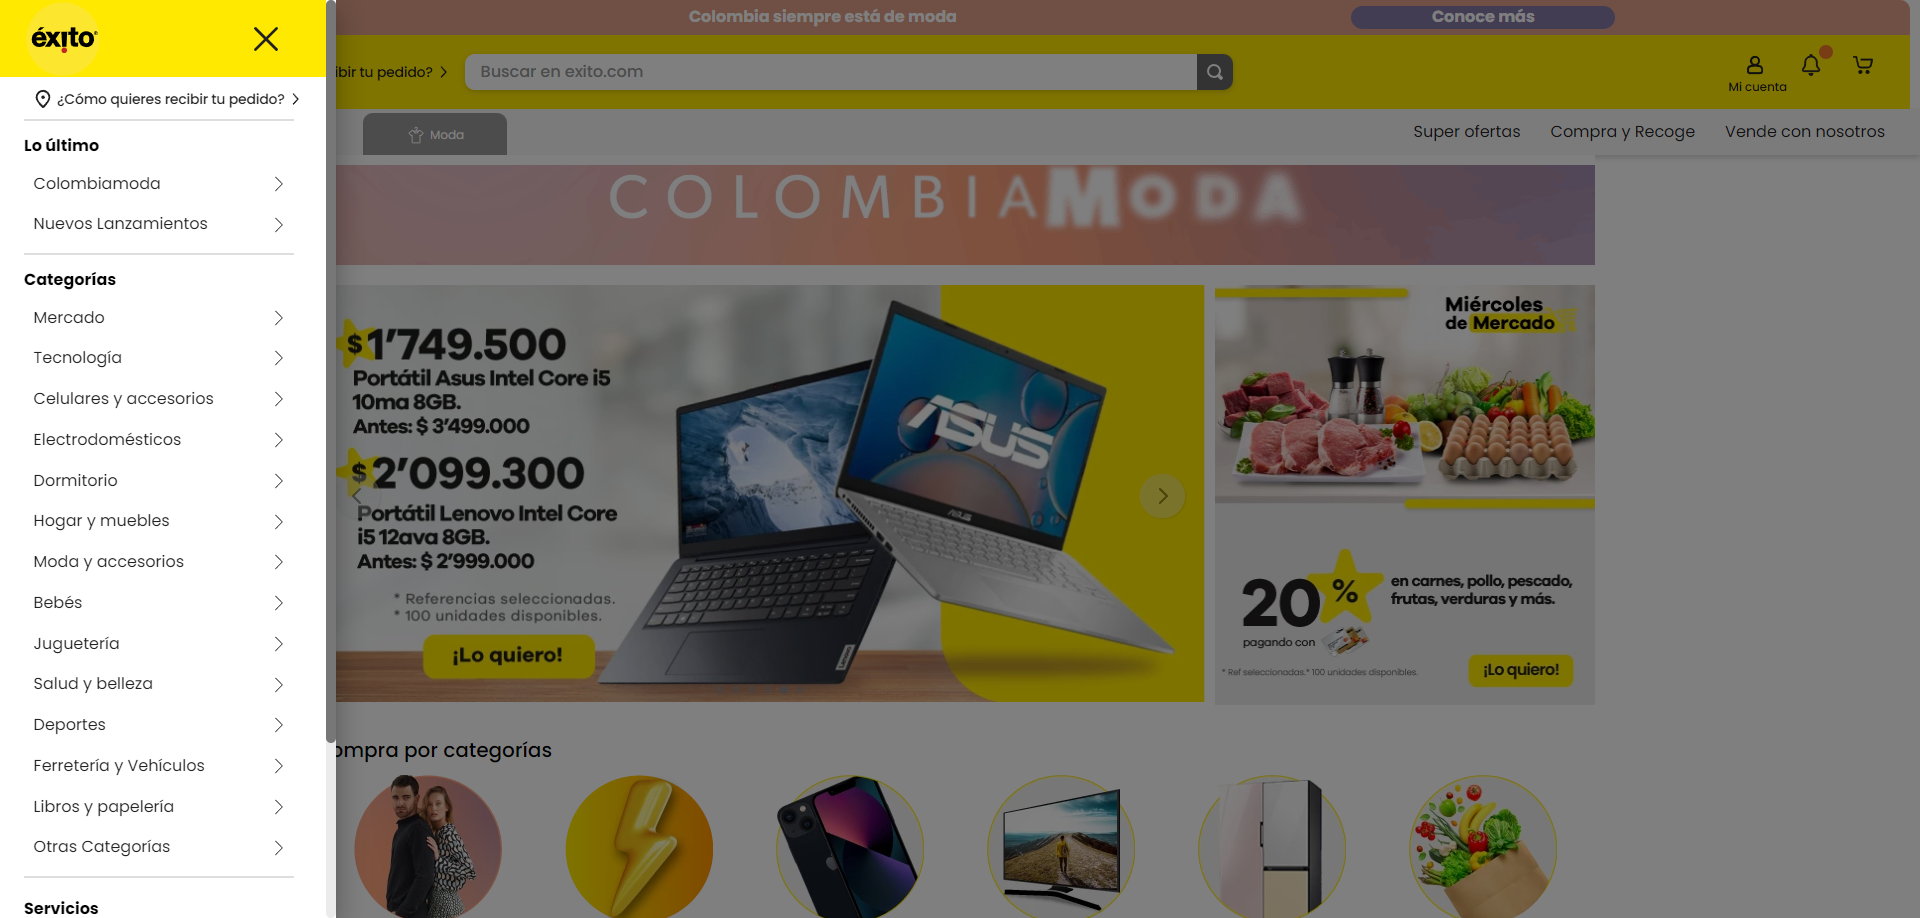 éxito
¿Cómo quieres recibir tu pedido?
Lo último
Colombiamoda
Nuevos Lanzamientos
Categorías
Mercado
Tecnología
Celulares y accesorios
Electrodomésticos
Dormitorio
Hogar y muebles
Moda y accesorios
Bebés
Juguetería
Salud y belleza
Deportes
Ferretería y Vehículos
Libros y papelería
Otras Categorías
Servicios
Colombia siempre está de moda
Conoce más
ibir tu pedido?
Buscar en exito.com
Mi cuenta
Moda
Super ofertas
Compra y Recoge
Vende con nosotros
COLOMBIAMODA
$1'749.500
Portátil Asus Intel Core i5
10ma 8GB.
Antes: $ 3'499.000
$2'099.300
Portátil Lenovo Intel Core
i5 12ava 8GB.
Antes: $ 2'999.000
* Referencias seleccionadas.
* 100 unidades disponibles.
¡Lo quiero!
ASUS
ASUS
Lenovo
Miércoles
de Mercado
20%
en carnes, pollo, pescado,
frutas, verduras y más.
pagando con
* Ref seleccionadas.* 100 unidades disponibles.
¡Lo quiero!
ompra por categorías